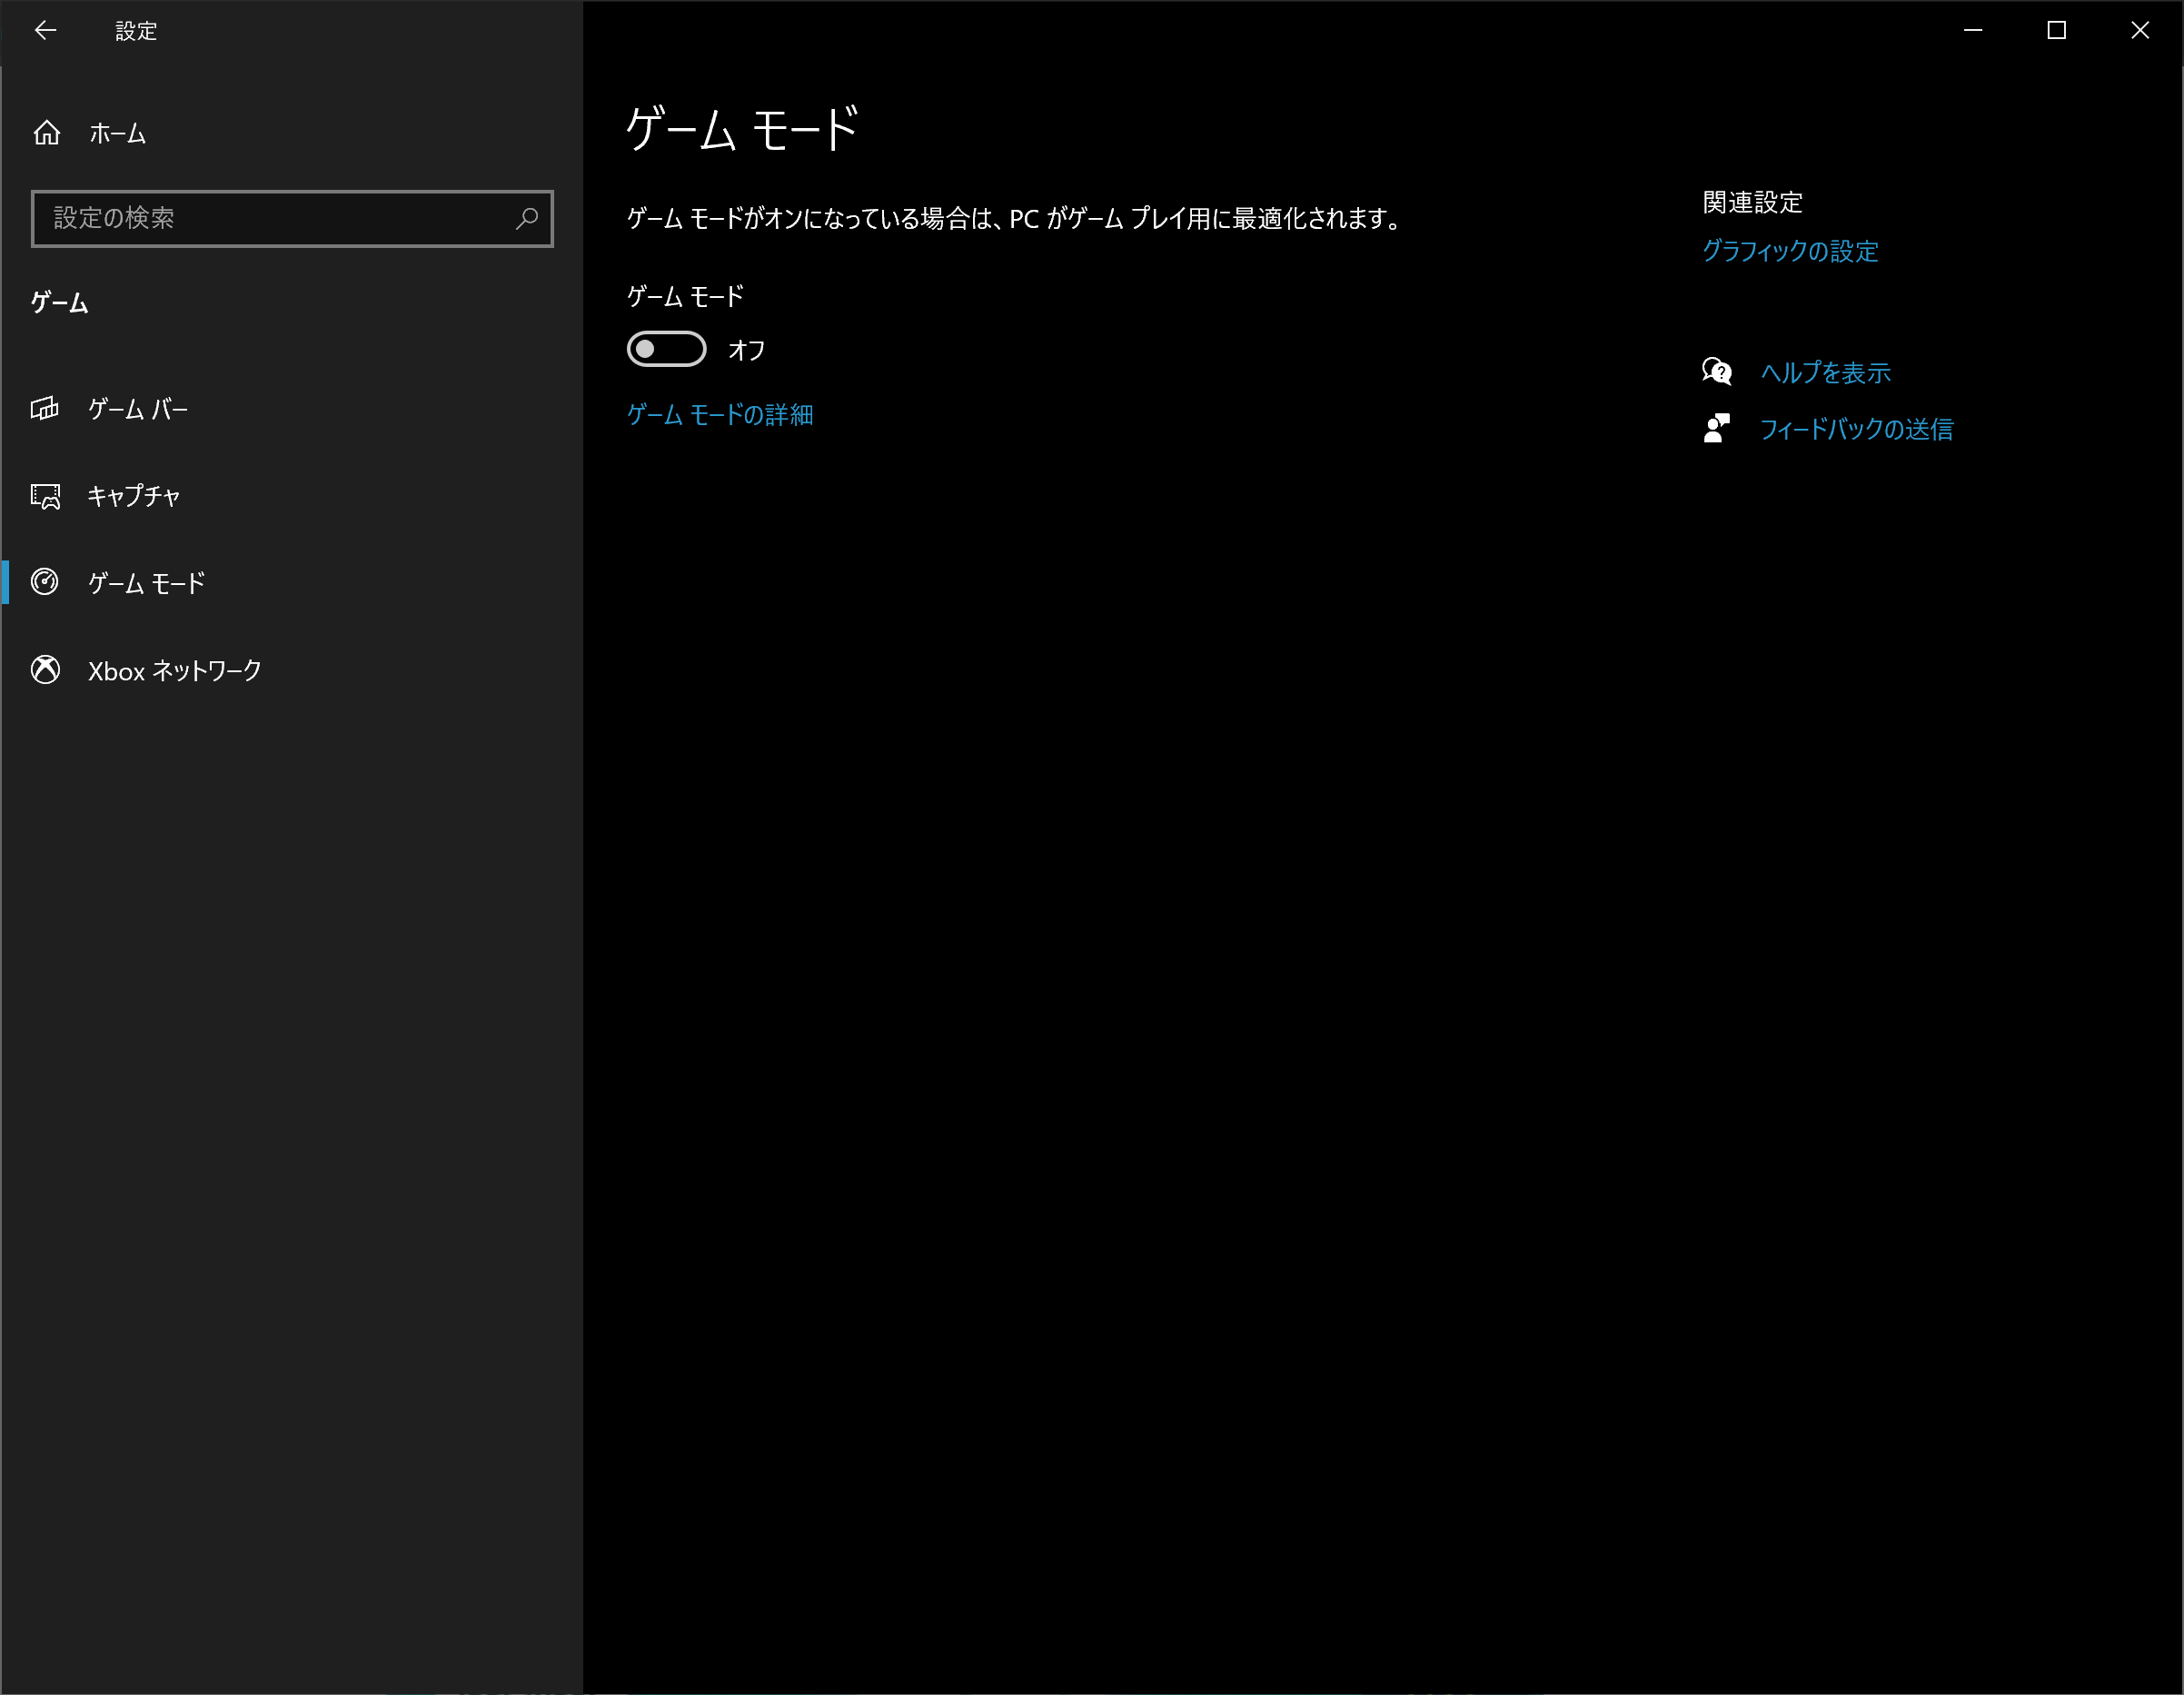 設定
ホーム
設定の検索
ゲーム
ゲーム バー
キャプチャ
ゲーム モード
Xbox ネットワーク
ゲーム モード
ゲーム モードがオンになっている場合は、PC がゲーム プレイ用に最適化されます。
ゲーム モード
オフ
ゲーム モードの詳細
関連設定
グラフィックの設定
ヘルプを表示
フィードバックの送信